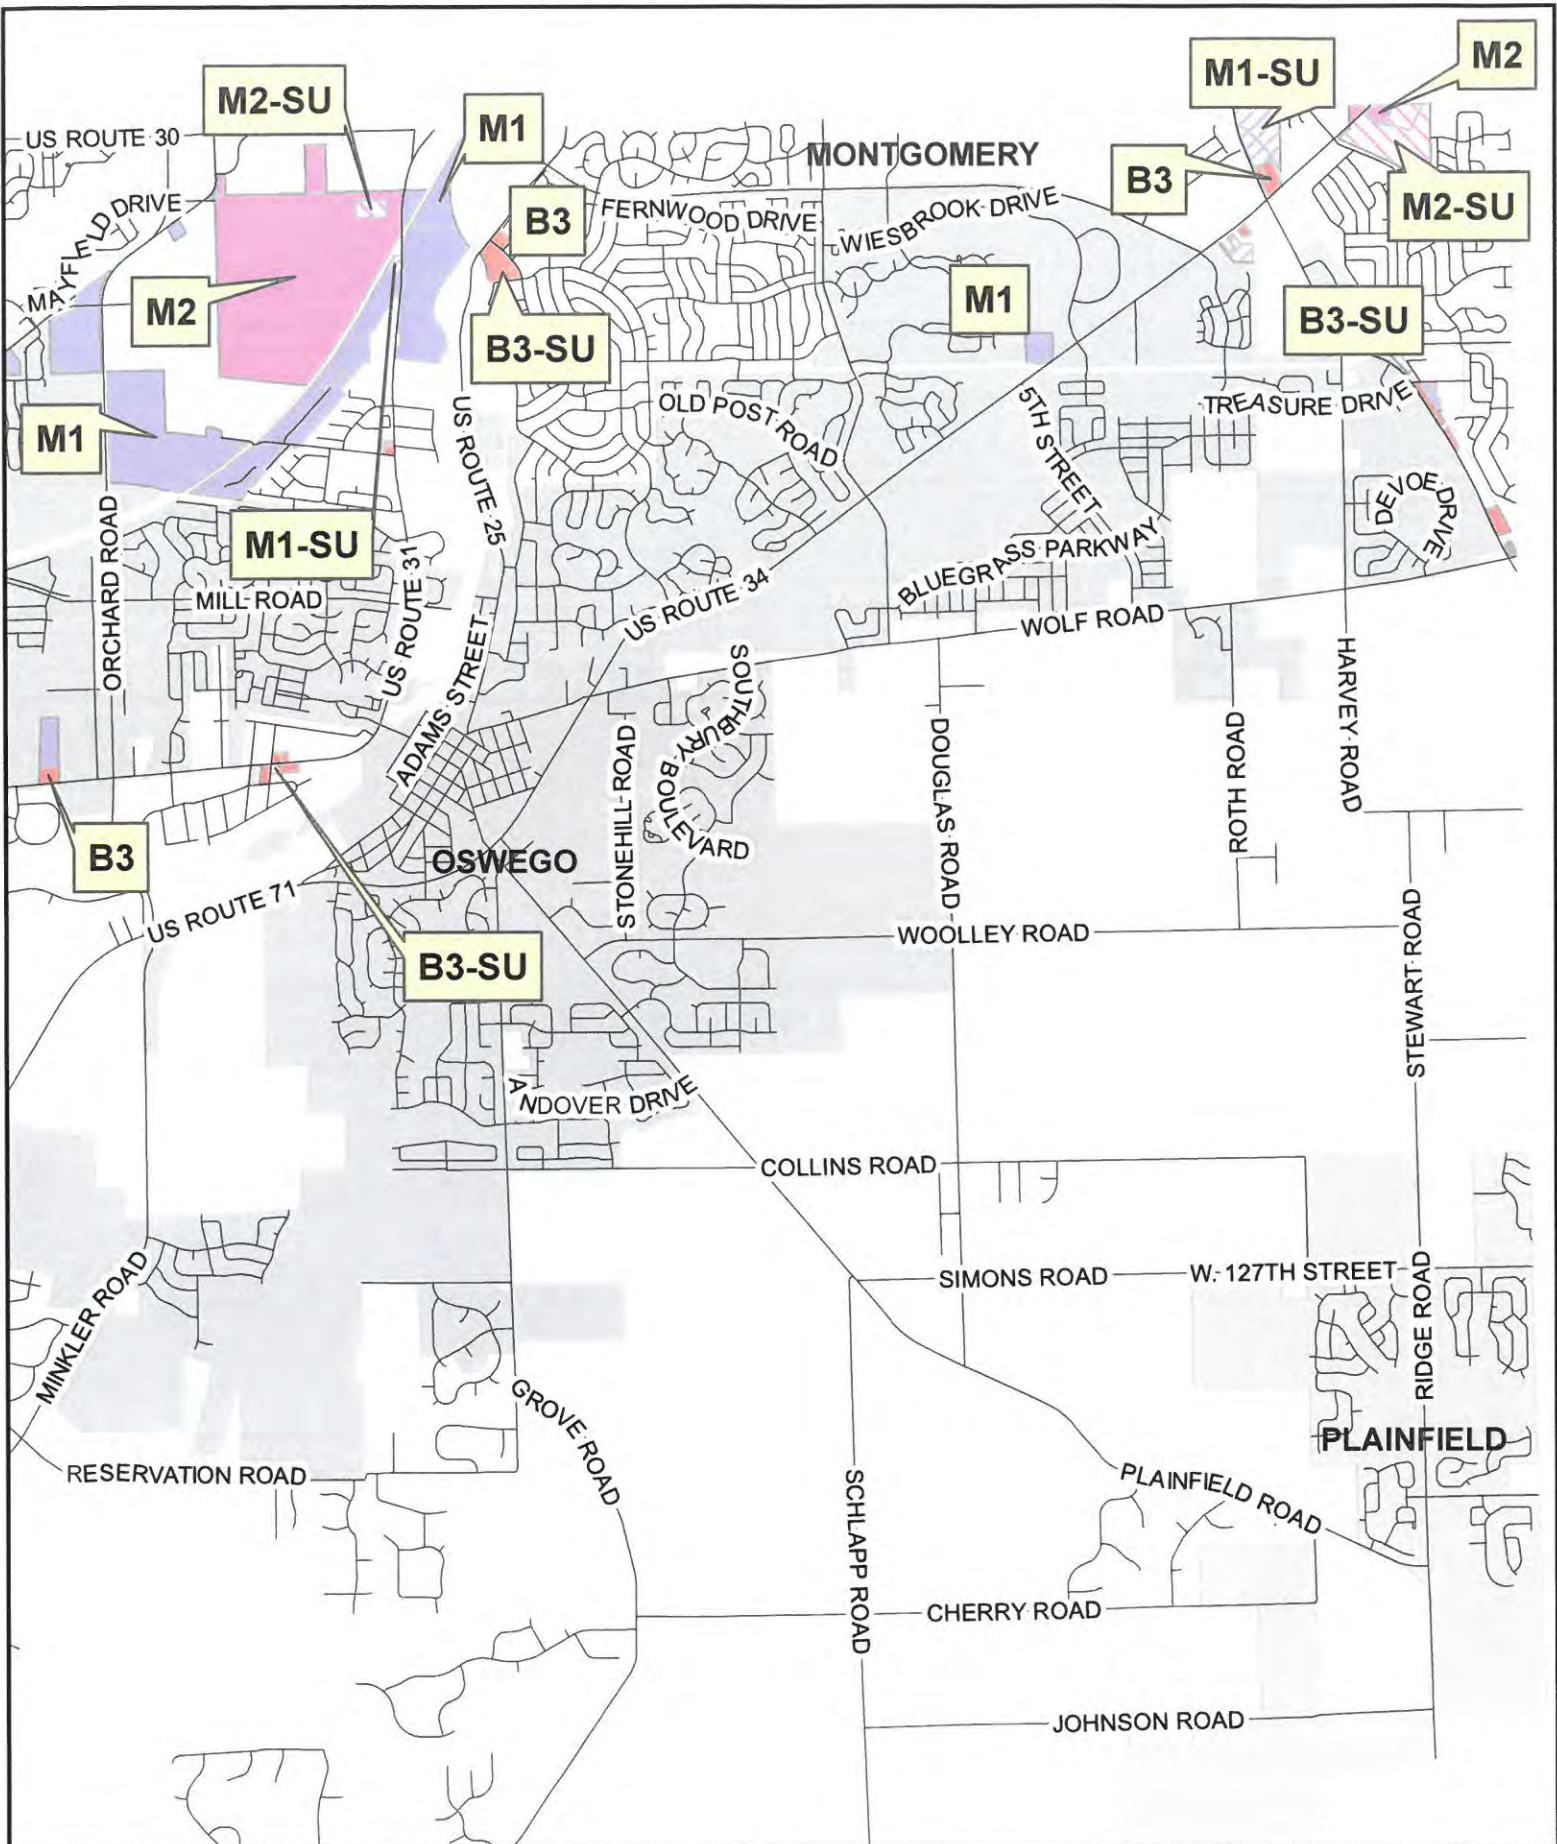 M2
M1-SU
M2-SU
M1
US ROUTE 30
MONTGOMERY
B3
M2-SU
B3
FERNWOOD DRIVE
WIESBROOK DRIVE
MAYFIELD DRIVE
M2
M1
B3-SU
B3-SU
OLD POST ROAD
5TH STREET
TREASURE DRIVE
M1
US ROUTE 25
DEVOE DRIVE
ORCHARD ROAD
M1-SU
US ROUTE 31
BLUEGRASS PARKWAY
MILL ROAD
US ROUTE 34
WOLF ROAD
ADAMS STREET
SOUTHBURY BOULEVARD
HARVEY ROAD
STONEHILL ROAD
DOUGLAS ROAD
ROTH ROAD
B3
OSWEGO
US ROUTE 71
B3-SU
WOOLLEY ROAD
STEWART ROAD
ANDOVER DRIVE
COLLINS ROAD
MINKLER ROAD
SIMONS ROAD
W. 127TH STREET
RIDGE ROAD
GROVE ROAD
PLAINFIELD
RESERVATION ROAD
SCHLAPP ROAD
PLAINFIELD ROAD
CHERRY ROAD
JOHNSON ROAD